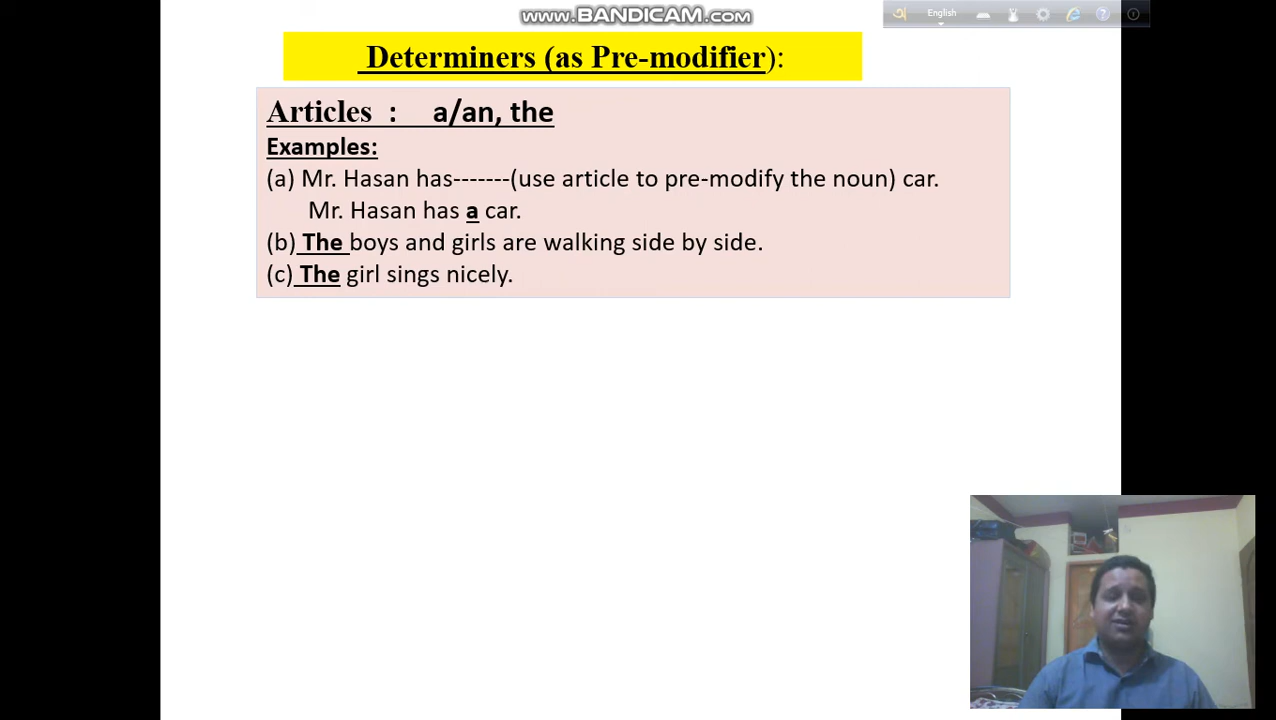 www.BANDICAM.com
অ English
Determiners (as Pre-modifier):
Articles : a/an, the
Examples:
(a) Mr. Hasan has-------(use article to pre-modify the noun) car.
Mr. Hasan has a car.
(b) The boys and girls are walking side by side.
(c) The girl sings nicely.